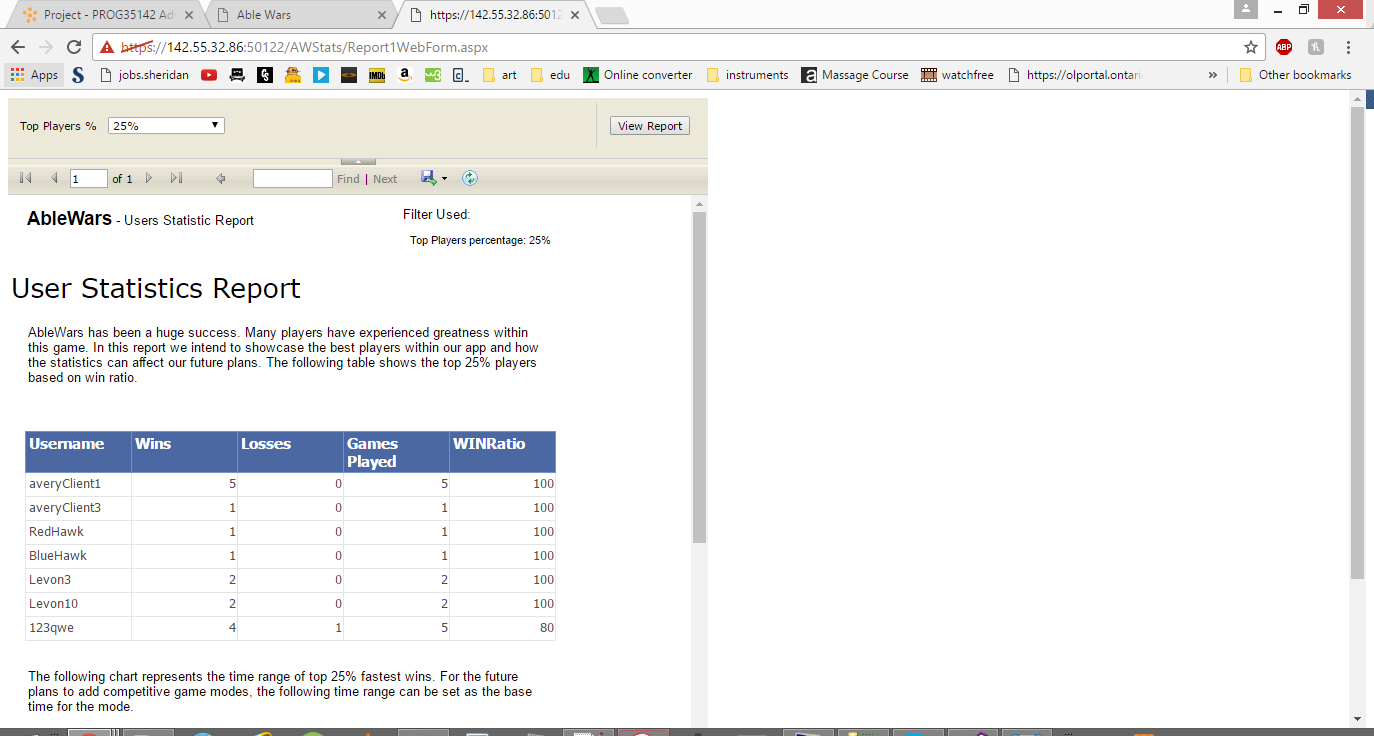 Project - PROG35142 Ad
Able Wars
https://142.55.32.86:5012
https://142.55.32.86:50122/AWStats/Report1WebForm.aspx
ABP
Apps
jobs.sheridan
IMDb
art
edu
Online converter
instruments
Massage Course
watchfree
https://olportal.ontari
»
Other bookmarks
Top Players %
25%
View Report
1
of 1
Find | Next
AbleWars - Users Statistic Report
Filter Used:
Top Players percentage: 25%
User Statistics Report
AbleWars has been a huge success. Many players have experienced greatness within
this game. In this report we intend to showcase the best players within our app and how
the statistics can affect our future plans. The following table shows the top 25% players
based on win ratio.
Username Wins Losses Games Played WINRatio
averyClient1 5 0 5 100
averyClient3 1 0 1 100
RedHawk 1 0 1 100
BlueHawk 1 0 1 100
Levon3 2 0 2 100
Levon10 2 0 2 100
123qwe 4 1 5 80
The following chart represents the time range of top 25% fastest wins. For the future
plans to add competitive game modes, the following time range can be set as the base
time for the mode.